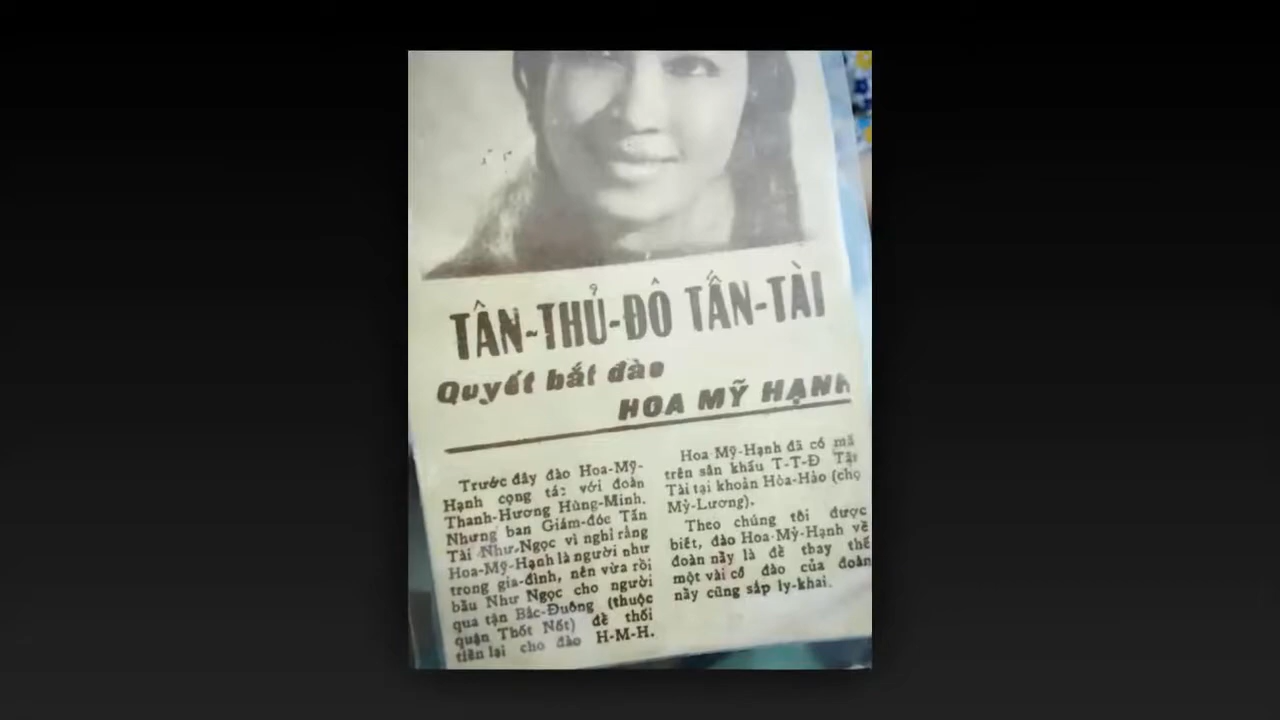 TÂN-THỦ-ĐÔ TẤN-TÀI
Quyết bắt đào
HOA MỸ HẠNH
Trước đây đào Hoa-Mỹ-
Hạnh cọng tác với đoàn
Thanh-Hương Hùng-Minh.
Nhưng ban Giám-đốc Tấn
Tài Như-Ngọc vì nghỉ rằng
Hoa-Mỹ-Hạnh là người như
trong gia-đình, nên vừa rồi
bầu Như Ngọc cho người
qua tận Bắc-Đuông (thuộc
quận Thốt Nốt) đề thối
tiền lại cho đào H-M-H.
Hoa-Mỹ-Hạnh đã có mã
trên sân khấu T-T-Đ Tấn
Tài tại khoản Hòa-Hảo (chợ
Mỹ-Lương).
Theo chúng tôi được
biết, đào Hoa-Mỹ-Hạnh về
đoàn này là đề thay thế
một vài cô đào của đoàn
này cũng sắp ly-khai.